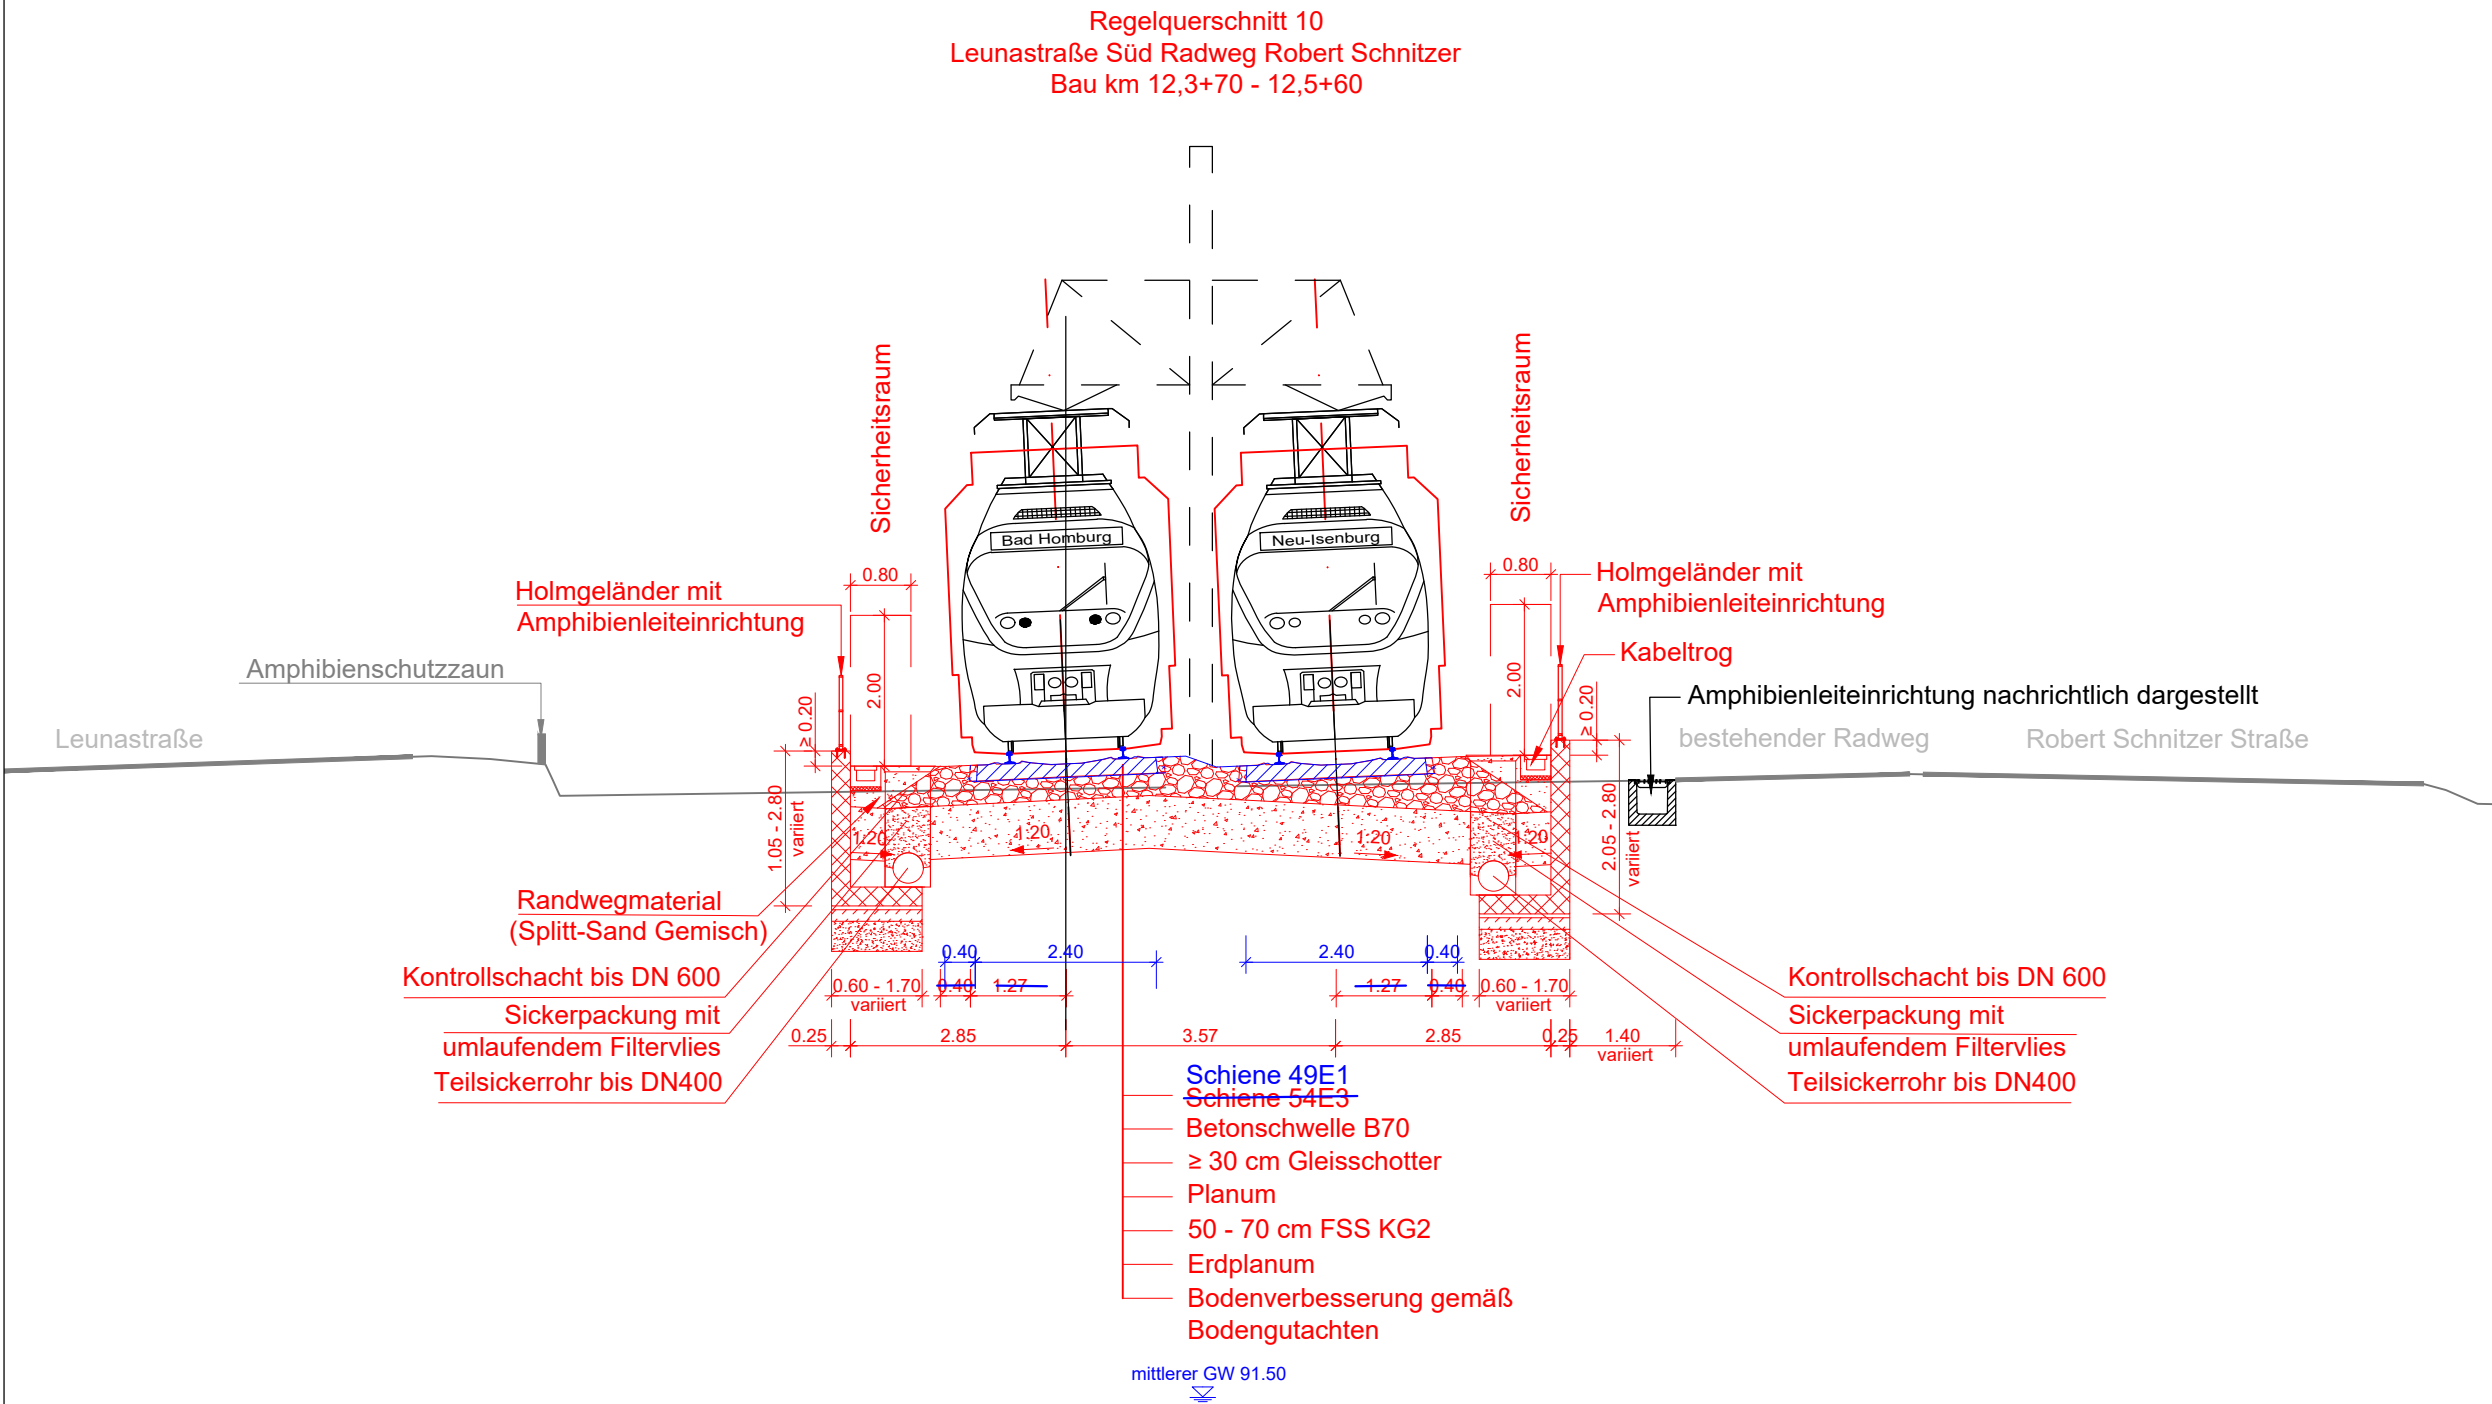 Regelquerschnitt 10
Leunastraße Süd Radweg Robert Schnitzer
Bau km 12,3+70 - 12,5+60
Sicherheitsraum
Sicherheitsraum
Bad Homburg
Neu-Isenburg
0.80
0.80
2.00
2.00
≥ 0.20
≥ 0.20
Holmgeländer mit
Amphibienleiteinrichtung
Holmgeländer mit
Amphibienleiteinrichtung
Kabeltrog
Amphibienschutzzaun
Amphibienleiteinrichtung nachrichtlich dargestellt
Leunastraße
bestehender Radweg
Robert Schnitzer Straße
1.05 - 2.80
variiert
2.05 - 2.80
variiert
1:20
1:20
1:20
1:20
Randwegmaterial
(Splitt-Sand Gemisch)
Kontrollschacht bis DN 600
Sickerpackung mit
umlaufendem Filtervlies
Teilsickerrohr bis DN400
Kontrollschacht bis DN 600
Sickerpackung mit
umlaufendem Filtervlies
Teilsickerrohr bis DN400
0.40 2.40 2.40 0.40
0.60 - 1.70 0.40 1.27 1.27 0.40 0.60 - 1.70
variiert variiert
0.25 2.85 3.57 2.85 0.25 1.40
variiert
Schiene 49E1
Schiene 54E3
Betonschwelle B70
≥ 30 cm Gleisschotter
Planum
50 - 70 cm FSS KG2
Erdplanum
Bodenverbesserung gemäß
Bodengutachten
mittlerer GW 91.50